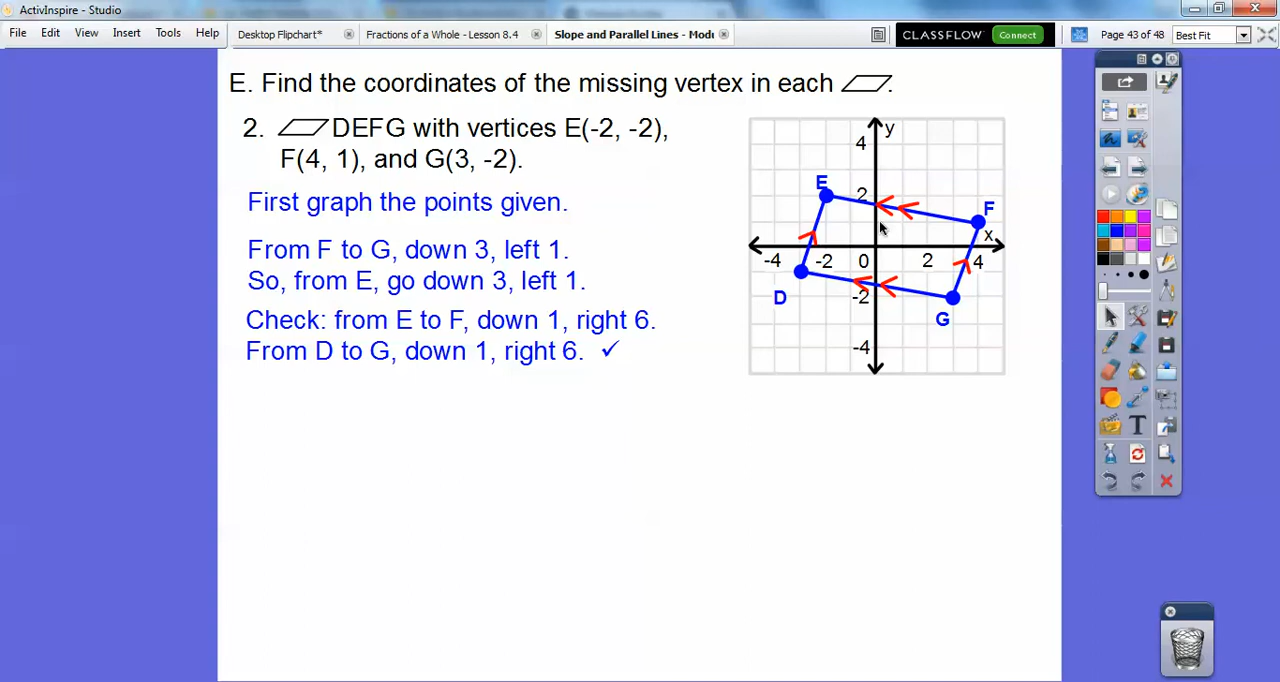 ActivInspire - Studio
File Edit View Insert Tools Help
Desktop Flipchart* Fractions of a Whole - Lesson 8.4 Slope and Parallel Lines - Modu
CLASSFLOW Connect
Page 43 of 48 Best Fit
E. Find the coordinates of the missing vertex in each ▱.
2. ▱DEFG with vertices E(-2, -2),
F(4, 1), and G(3, -2).
First graph the points given.
From F to G, down 3, left 1.
So, from E, go down 3, left 1.
Check: from E to F, down 1, right 6.
From D to G, down 1, right 6. ✓
y
4
E
2
F
x
-4 -2 0 2 4
D
-2
G
-4
T